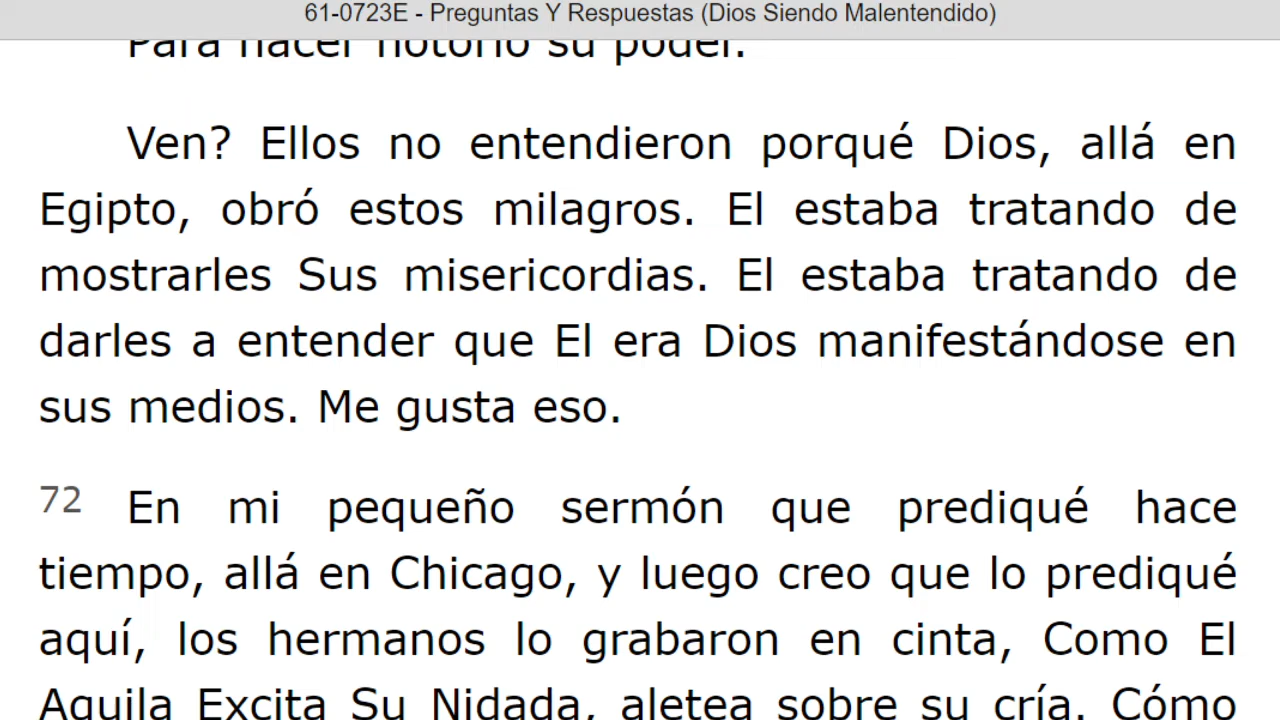 61-0723E - Preguntas Y Respuestas (Dios Siendo Malentendido)
Para hacer notorio su poder.
Ven? Ellos no entendieron porqué Dios, allá en
Egipto, obró estos milagros. El estaba tratando de
mostrarles Sus misericordias. El estaba tratando de
darles a entender que El era Dios manifestándose en
sus medios. Me gusta eso.
72 En mi pequeño sermón que prediqué hace
tiempo, allá en Chicago, y luego creo que lo prediqué
aquí, los hermanos lo grabaron en cinta, Como El
Aguila Excita Su Nidada, aletea sobre su cría. Cómo